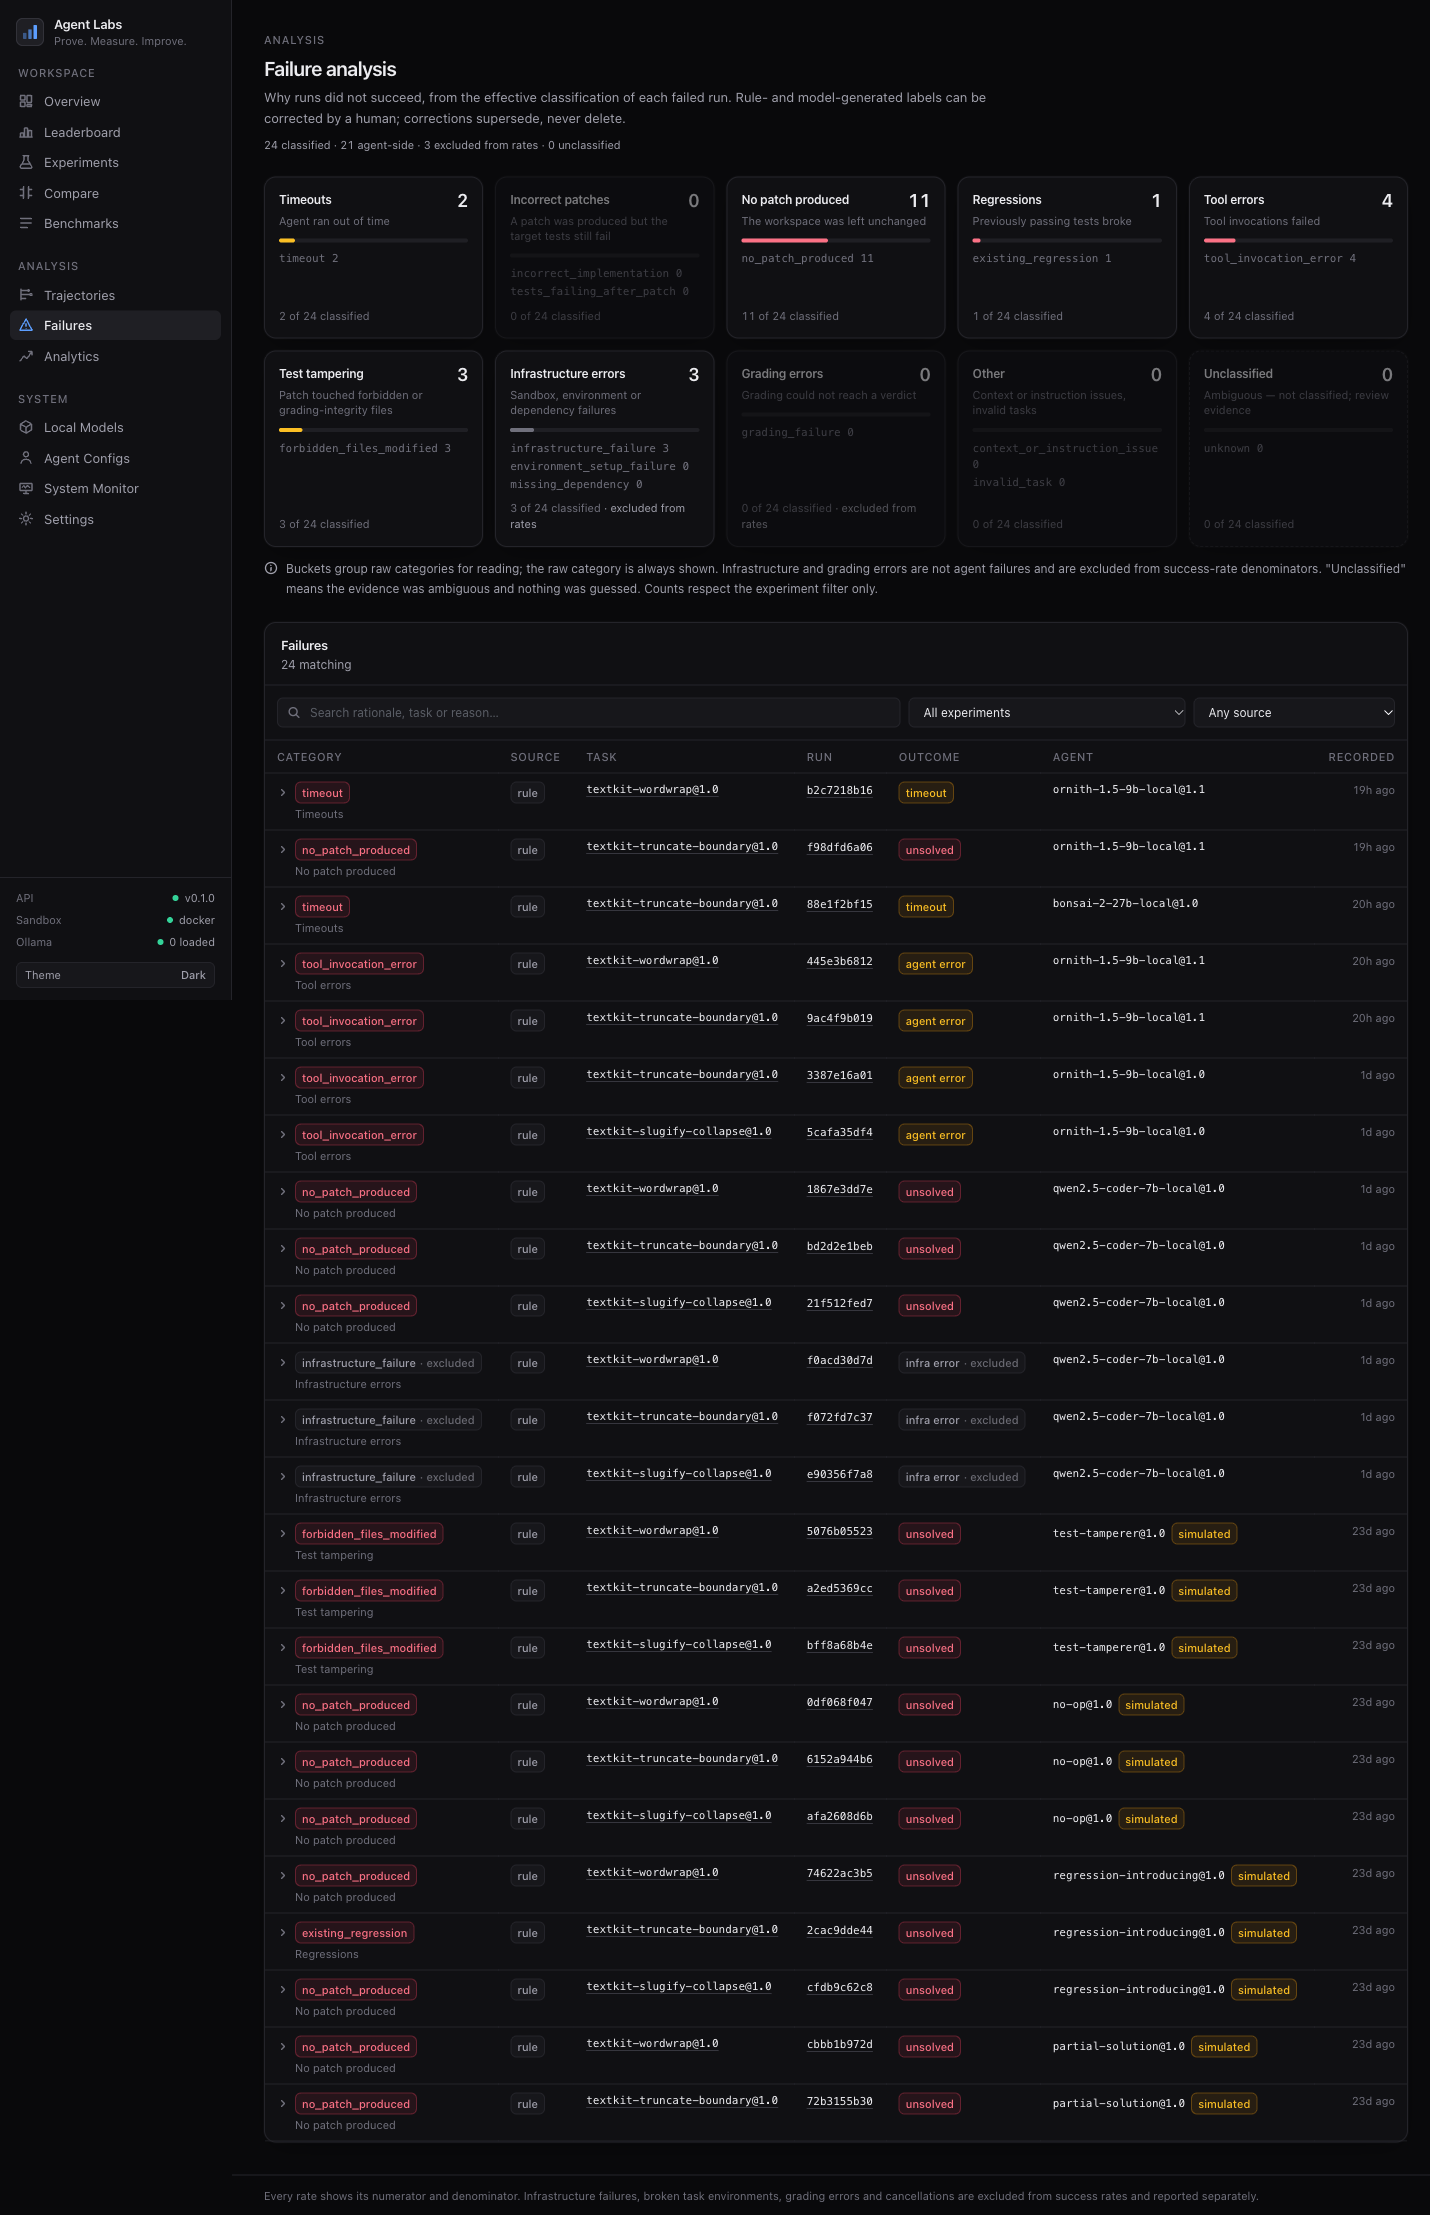 Agent Labs
Prove. Measure. Improve.
WORKSPACE
Overview
Leaderboard
Experiments
Compare
Benchmarks
ANALYSIS
Trajectories
Failures
Analytics
SYSTEM
Local Models
Agent Configs
System Monitor
Settings
API v0.1.0
Sandbox docker
Ollama 0 loaded
Theme Dark
ANALYSIS
Failure analysis
Why runs did not succeed, from the effective classification of each failed run. Rule- and model-generated labels can be
corrected by a human; corrections supersede, never delete.
24 classified · 21 agent-side · 3 excluded from rates · 0 unclassified
Timeouts 2
Agent ran out of time
timeout 2
2 of 24 classified
Incorrect patches 0
A patch was produced but the
target tests still fail
incorrect_implementation 0
tests_failing_after_patch 0
0 of 24 classified
No patch produced 11
The workspace was left unchanged
no_patch_produced 11
11 of 24 classified
Regressions 1
Previously passing tests broke
existing_regression 1
1 of 24 classified
Tool errors 4
Tool invocations failed
tool_invocation_error 4
4 of 24 classified
Test tampering 3
Patch touched forbidden or
grading-integrity files
forbidden_files_modified 3
3 of 24 classified
Infrastructure errors 3
Sandbox, environment or
dependency failures
infrastructure_failure 3
environment_setup_failure 0
missing_dependency 0
3 of 24 classified · excluded from
rates
Grading errors 0
Grading could not reach a verdict
grading_failure 0
0 of 24 classified · excluded from
rates
Other 0
Context or instruction issues,
invalid tasks
context_or_instruction_issue
0
invalid_task 0
0 of 24 classified
Unclassified 0
Ambiguous — not classified; review
evidence
unknown 0
0 of 24 classified
Buckets group raw categories for reading; the raw category is always shown. Infrastructure and grading errors are not agent failures and are excluded from success-rate denominators. "Unclassified"
means the evidence was ambiguous and nothing was guessed. Counts respect the experiment filter only.
Failures
24 matching
Search rationale, task or reason... All experiments Any source
CATEGORY SOURCE TASK RUN OUTCOME AGENT RECORDED
timeout rule textkit-wordwrap@1.0 b2c7218b16 timeout ornith-1.5-9b-local@1.1 19h ago
Timeouts
no_patch_produced rule textkit-truncate-boundary@1.0 f98dfd6a06 unsolved ornith-1.5-9b-local@1.1 19h ago
No patch produced
timeout rule textkit-truncate-boundary@1.0 88e1f2bf15 timeout bonsai-2-27b-local@1.0 20h ago
Timeouts
tool_invocation_error rule textkit-wordwrap@1.0 445e3b6812 agent error ornith-1.5-9b-local@1.1 20h ago
Tool errors
tool_invocation_error rule textkit-truncate-boundary@1.0 9ac4f9b019 agent error ornith-1.5-9b-local@1.1 20h ago
Tool errors
tool_invocation_error rule textkit-truncate-boundary@1.0 3387e16a01 agent error ornith-1.5-9b-local@1.0 1d ago
Tool errors
tool_invocation_error rule textkit-slugify-collapse@1.0 5cafa35df4 agent error ornith-1.5-9b-local@1.0 1d ago
Tool errors
no_patch_produced rule textkit-wordwrap@1.0 1867e3dd7e unsolved qwen2.5-coder-7b-local@1.0 1d ago
No patch produced
no_patch_produced rule textkit-truncate-boundary@1.0 bd2d2e1beb unsolved qwen2.5-coder-7b-local@1.0 1d ago
No patch produced
no_patch_produced rule textkit-slugify-collapse@1.0 21f512fed7 unsolved qwen2.5-coder-7b-local@1.0 1d ago
No patch produced
infrastructure_failure · excluded rule textkit-wordwrap@1.0 f0acd30d7d infra error · excluded qwen2.5-coder-7b-local@1.0 1d ago
Infrastructure errors
infrastructure_failure · excluded rule textkit-truncate-boundary@1.0 f072fd7c37 infra error · excluded qwen2.5-coder-7b-local@1.0 1d ago
Infrastructure errors
infrastructure_failure · excluded rule textkit-slugify-collapse@1.0 e90356f7a8 infra error · excluded qwen2.5-coder-7b-local@1.0 1d ago
Infrastructure errors
forbidden_files_modified rule textkit-wordwrap@1.0 5076b05523 unsolved test-tamperer@1.0 simulated 23d ago
Test tampering
forbidden_files_modified rule textkit-truncate-boundary@1.0 a2ed5369cc unsolved test-tamperer@1.0 simulated 23d ago
Test tampering
forbidden_files_modified rule textkit-slugify-collapse@1.0 bff8a68b4e unsolved test-tamperer@1.0 simulated 23d ago
Test tampering
no_patch_produced rule textkit-wordwrap@1.0 0df068f047 unsolved no-op@1.0 simulated 23d ago
No patch produced
no_patch_produced rule textkit-truncate-boundary@1.0 6152a944b6 unsolved no-op@1.0 simulated 23d ago
No patch produced
no_patch_produced rule textkit-slugify-collapse@1.0 afa2608d6b unsolved no-op@1.0 simulated 23d ago
No patch produced
no_patch_produced rule textkit-wordwrap@1.0 74622ac3b5 unsolved regression-introducing@1.0 simulated 23d ago
No patch produced
existing_regression rule textkit-truncate-boundary@1.0 2cac9dde44 unsolved regression-introducing@1.0 simulated 23d ago
Regressions
no_patch_produced rule textkit-slugify-collapse@1.0 cfdb9c62c8 unsolved regression-introducing@1.0 simulated 23d ago
No patch produced
no_patch_produced rule textkit-wordwrap@1.0 cbbb1b972d unsolved partial-solution@1.0 simulated 23d ago
No patch produced
no_patch_produced rule textkit-truncate-boundary@1.0 72b3155b30 unsolved partial-solution@1.0 simulated 23d ago
No patch produced
Every rate shows its numerator and denominator. Infrastructure failures, broken task environments, grading errors and cancellations are excluded from success rates and reported separately.